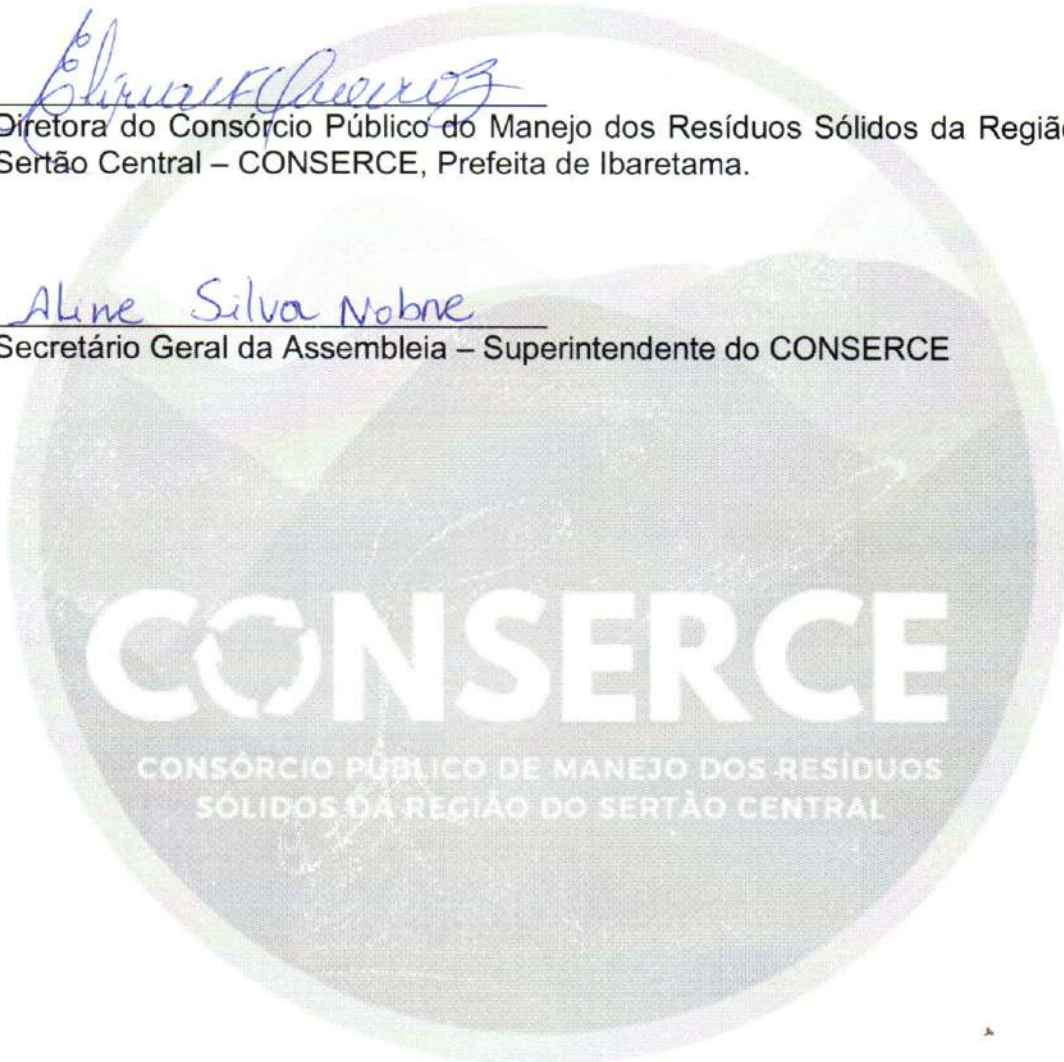 Diretora do Consórcio Público do Manejo dos Resíduos Sólidos da Região
Sertão Central – CONSERCE, Prefeita de Ibaretama.
Aline Silva Nobre
Secretário Geral da Assembleia – Superintendente do CONSERCE
CONSERCE
CONSÓRCIO PÚBLICO DE MANEJO DOS RESÍDUOS
SÓLIDOS DA REGIÃO DO SERTÃO CENTRAL